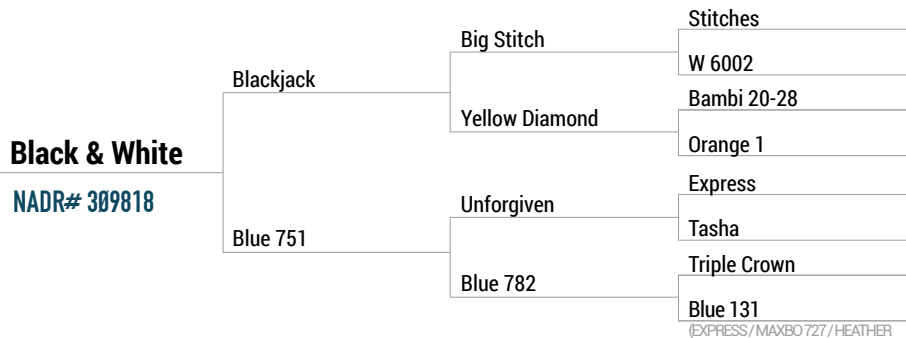 Stitches
Big Stitch
W 6002
Blackjack
Bambi 20-28
Yellow Diamond
Orange 1
Black & White
NADR# 309818
Express
Unforgiven
Tasha
Blue 751
Triple Crown
Blue 782
Blue 131
(EXPRESS / MAXBO 727 / HEATHER